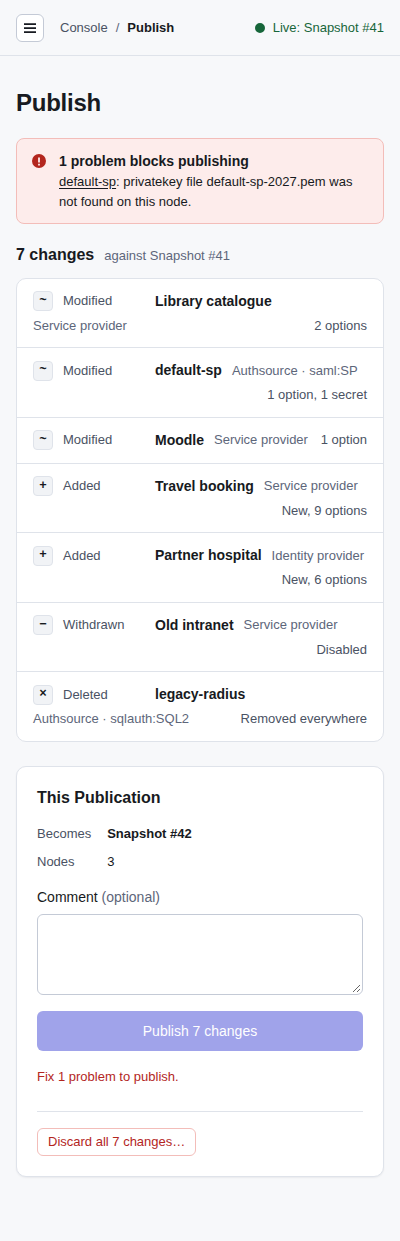 Console / Publish
Live: Snapshot #41
Publish
1 problem blocks publishing
default-sp: privatekey file default-sp-2027.pem was
not found on this node.
7 changes against Snapshot #41
~ Modified Library catalogue
Service provider 2 options
~ Modified default-sp Authsource · saml:SP
1 option, 1 secret
~ Modified Moodle Service provider 1 option
+ Added Travel booking Service provider
New, 9 options
+ Added Partner hospital Identity provider
New, 6 options
− Withdrawn Old intranet Service provider
Disabled
× Deleted legacy-radius
Authsource · sqlauth:SQL2 Removed everywhere
This Publication
Becomes Snapshot #42
Nodes 3
Comment (optional)
Publish 7 changes
Fix 1 problem to publish.
Discard all 7 changes…